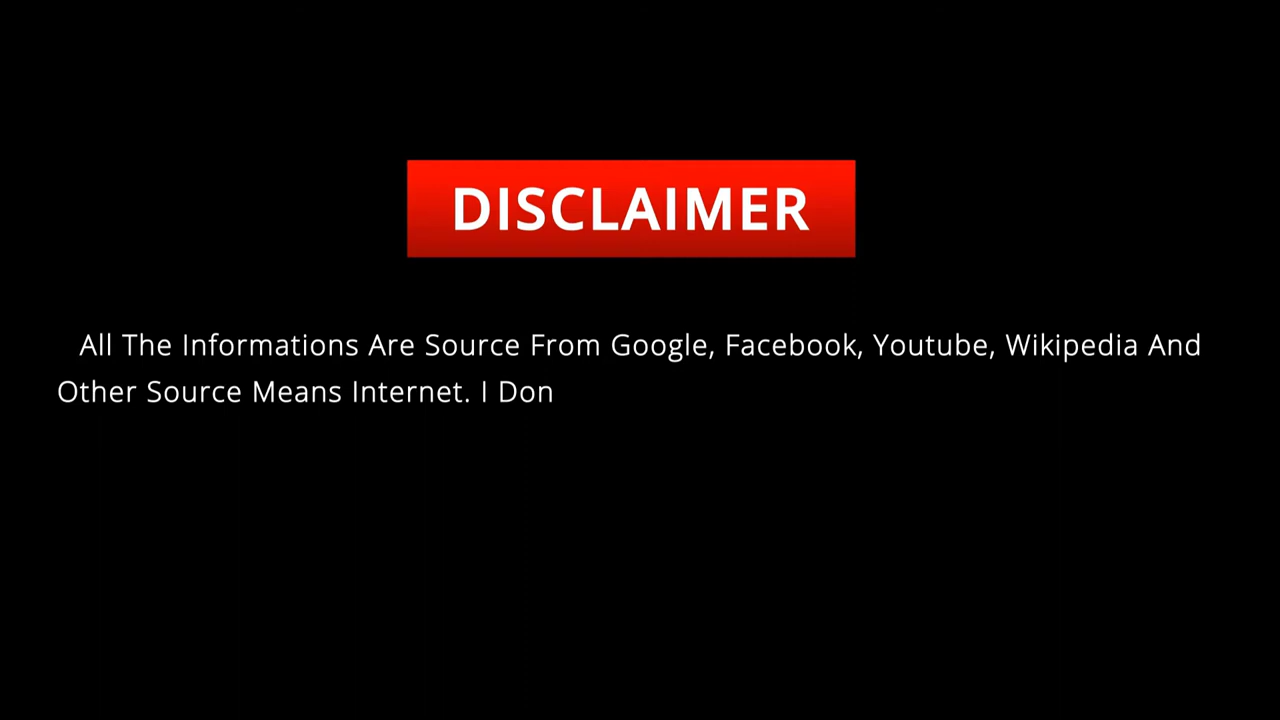 DISCLAIMER
All The Informations Are Source From Google, Facebook, Youtube, Wikipedia And
Other Source Means Internet. I Don